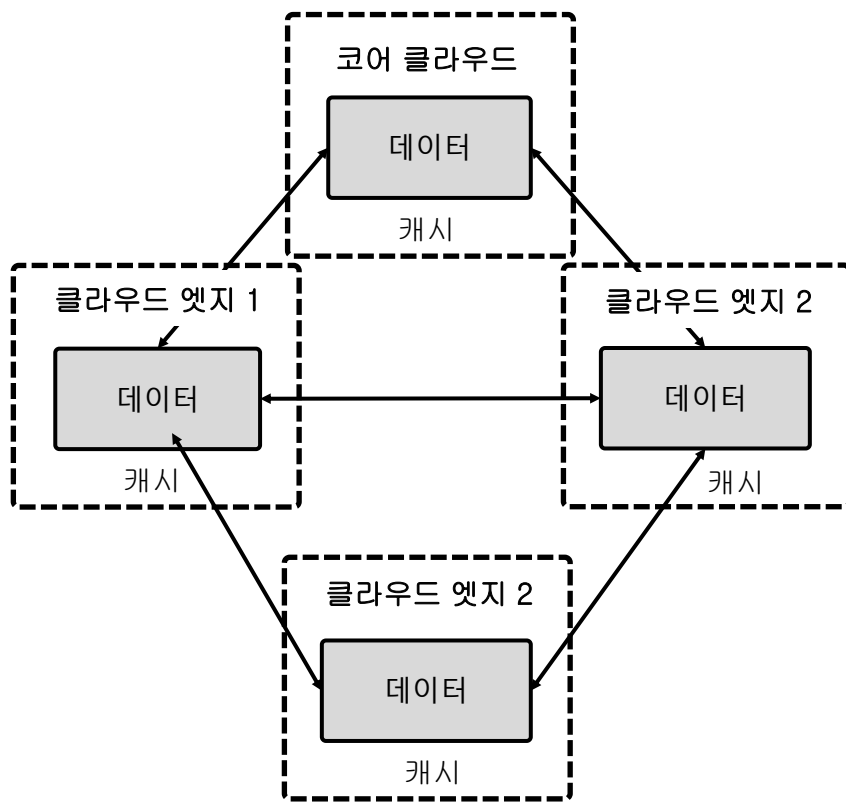 코어 클라우드
데이터
캐시
클라우드 엣지 1
데이터
캐시
클라우드 엣지 2
데이터
캐시
클라우드 엣지 2
데이터
캐시